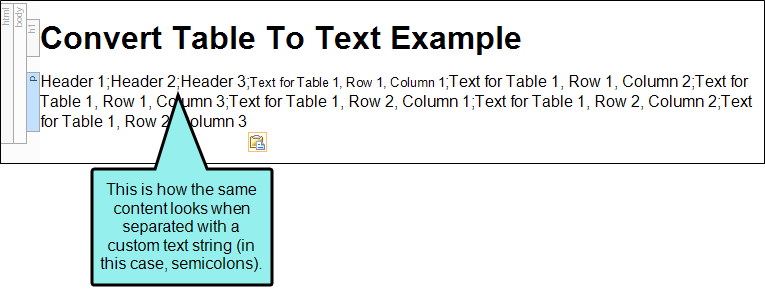 html
body
h1
Convert Table To Text Example
p
Header 1;Header 2;Header 3;Text for Table 1, Row 1, Column 1;Text for Table 1, Row 1, Column 2;Text for
Table 1, Row 1, Column 3;Text for Table 1, Row 2, Column 1;Text for Table 1, Row 2, Column 2;Text
for Table 1, Row 2 Column 3
This is how the same
content looks when
separated with a
custom text string (in
this case, semicolons).